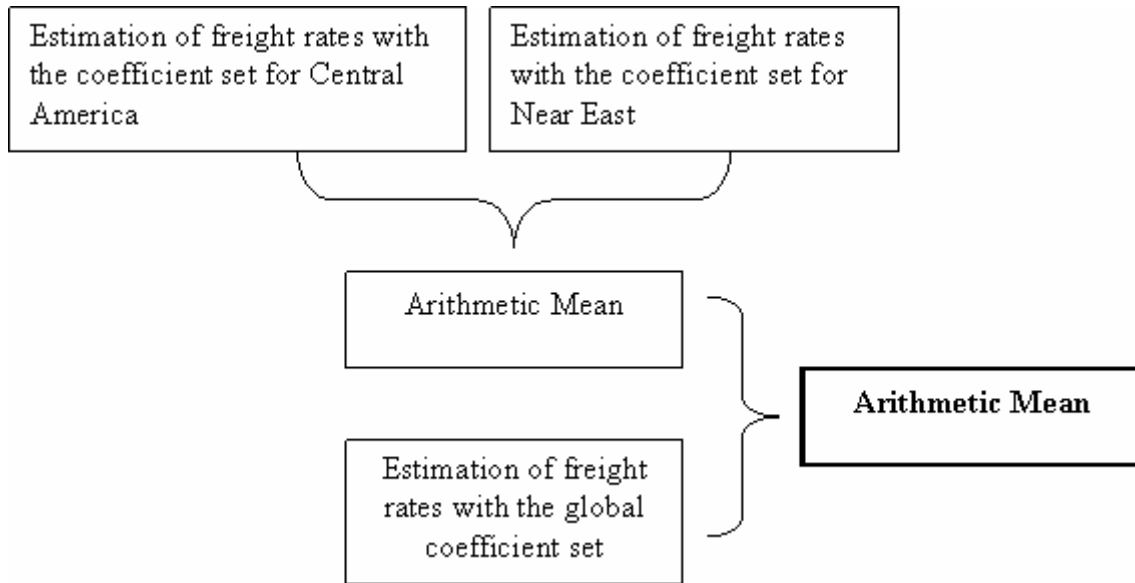 Estimation of freight rates with
the coefficient set for Central
America
Estimation of freight rates
with the coefficient set for
Near East
Arithmetic Mean
Arithmetic Mean
Estimation of freight
rates with the global
coefficient set